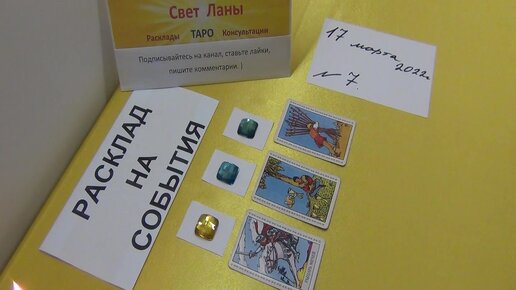 Свет Ланы
Расклады ТАРО Консультации
Подписывайтесь на канал, ставьте лайки,
пишите комментарии.
17 марта
2022г
№ 7.
РАСКЛАД
НА
СОБЫТИЯ